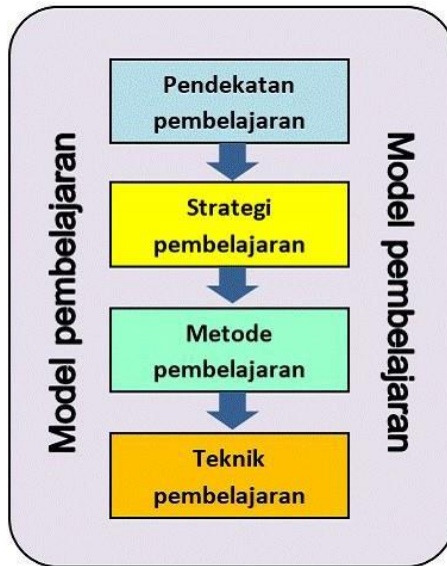 Model pembelajaran
Pendekatan
pembelajaran
Strategi
pembelajaran
Metode
pembelajaran
Teknik
pembelajaran
Model pembelajaran